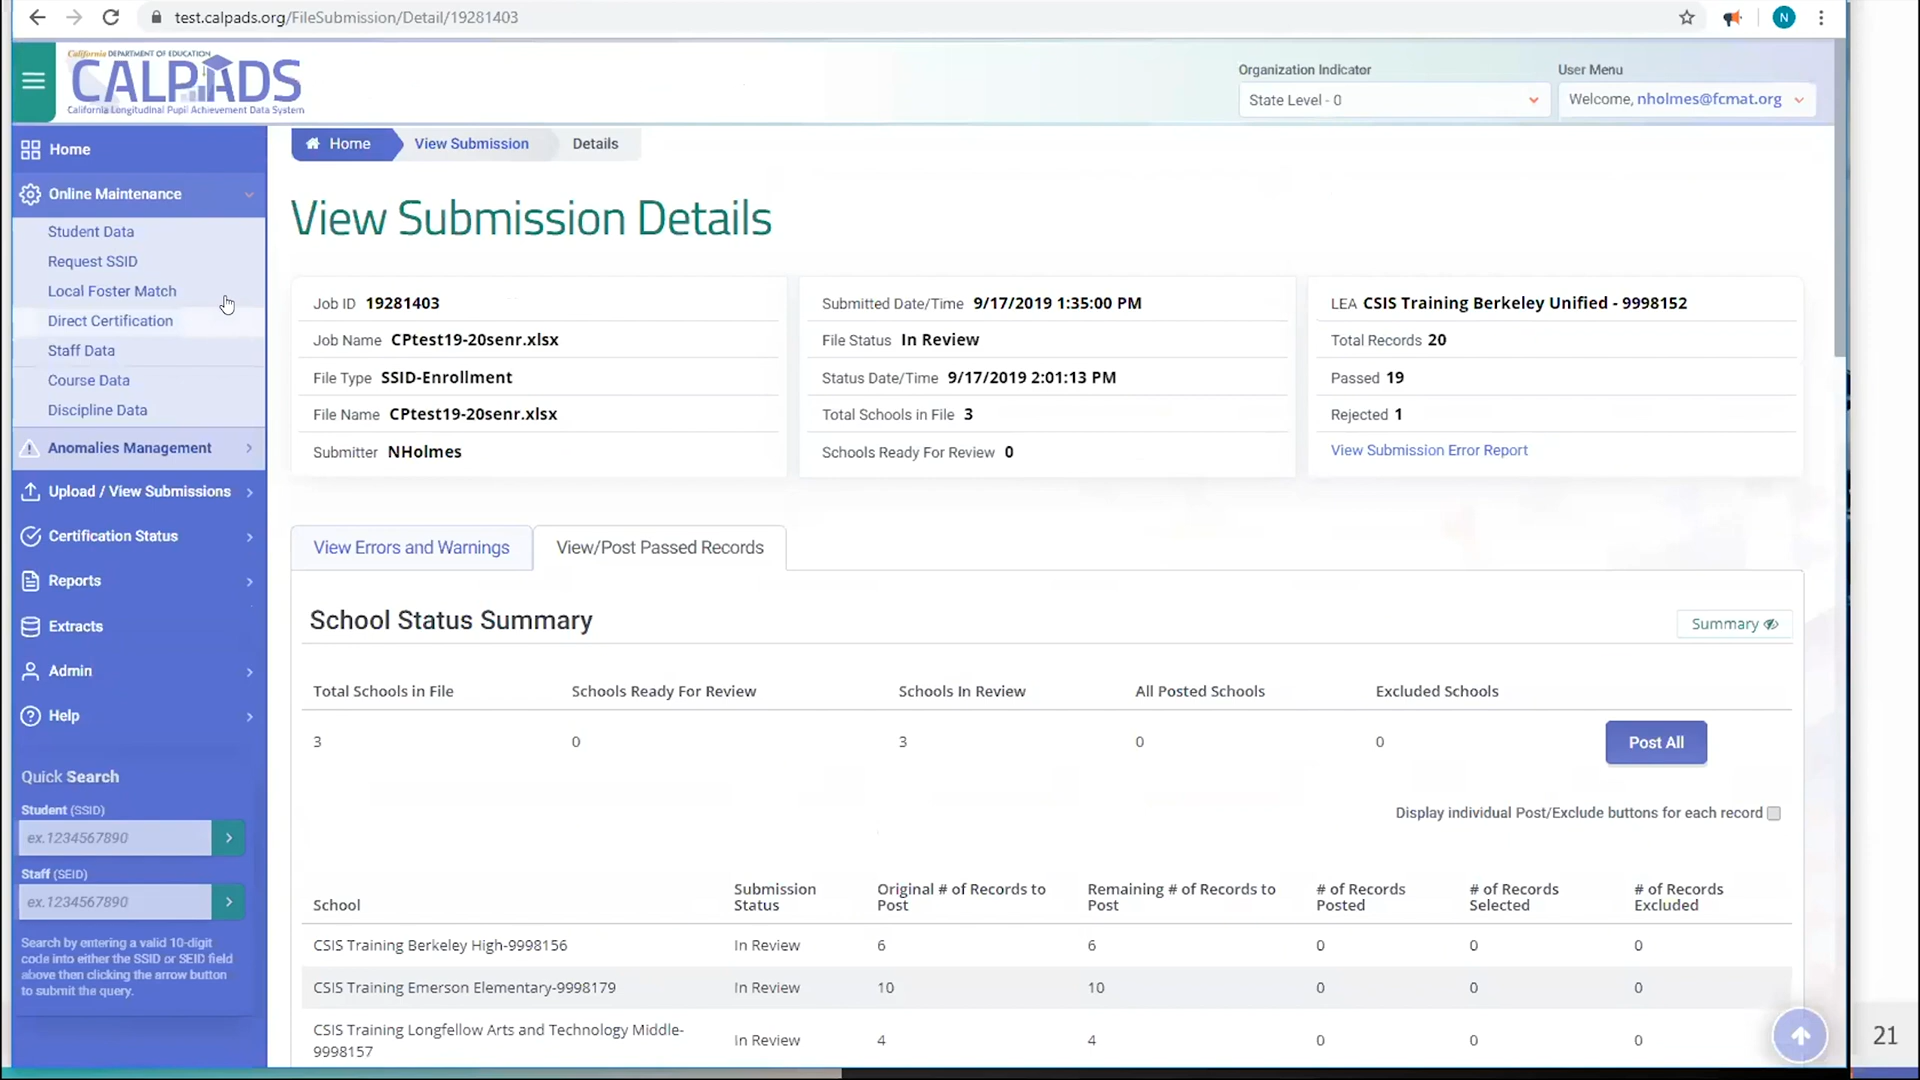 test.calpads.org/FileSubmission/Detail/19281403
N
California DEPARTMENT OF EDUCATION
CALPADS
California Longitudinal Pupil Achievement Data System
Organization Indicator
State Level - 0
User Menu
Welcome, nholmes@fcmat.org
Home
Online Maintenance
Student Data
Request SSID
Local Foster Match
Direct Certification
Staff Data
Course Data
Discipline Data
Anomalies Management
Upload / View Submissions
Certification Status
Reports
Extracts
Admin
Help
Quick Search
Student (SSID)
ex.1234567890
Staff (SEID)
ex.1234567890
Search by entering a valid 10-digit
code into either the SSID or SEID field
above then clicking the arrow button
to submit the query.
Home View Submission Details
View Submission Details
Job ID 19281403
Job Name CPtest19-20senr.xlsx
File Type SSID-Enrollment
File Name CPtest19-20senr.xlsx
Submitter NHolmes
Submitted Date/Time 9/17/2019 1:35:00 PM
File Status In Review
Status Date/Time 9/17/2019 2:01:13 PM
Total Schools in File 3
Schools Ready For Review 0
LEA CSIS Training Berkeley Unified - 9998152
Total Records 20
Passed 19
Rejected 1
View Submission Error Report
View Errors and Warnings View/Post Passed Records
School Status Summary
Summary
Total Schools in File Schools Ready For Review Schools In Review All Posted Schools Excluded Schools
3 0 3 0 0 Post All
Display individual Post/Exclude buttons for each record
School Submission Status Original # of Records to Post Remaining # of Records to Post # of Records Posted # of Records Selected # of Records Excluded
CSIS Training Berkeley High-9998156 In Review 6 6 0 0 0
CSIS Training Emerson Elementary-9998179 In Review 10 10 0 0 0
CSIS Training Longfellow Arts and Technology Middle-
9998157 In Review 4 4 0 0 0
21